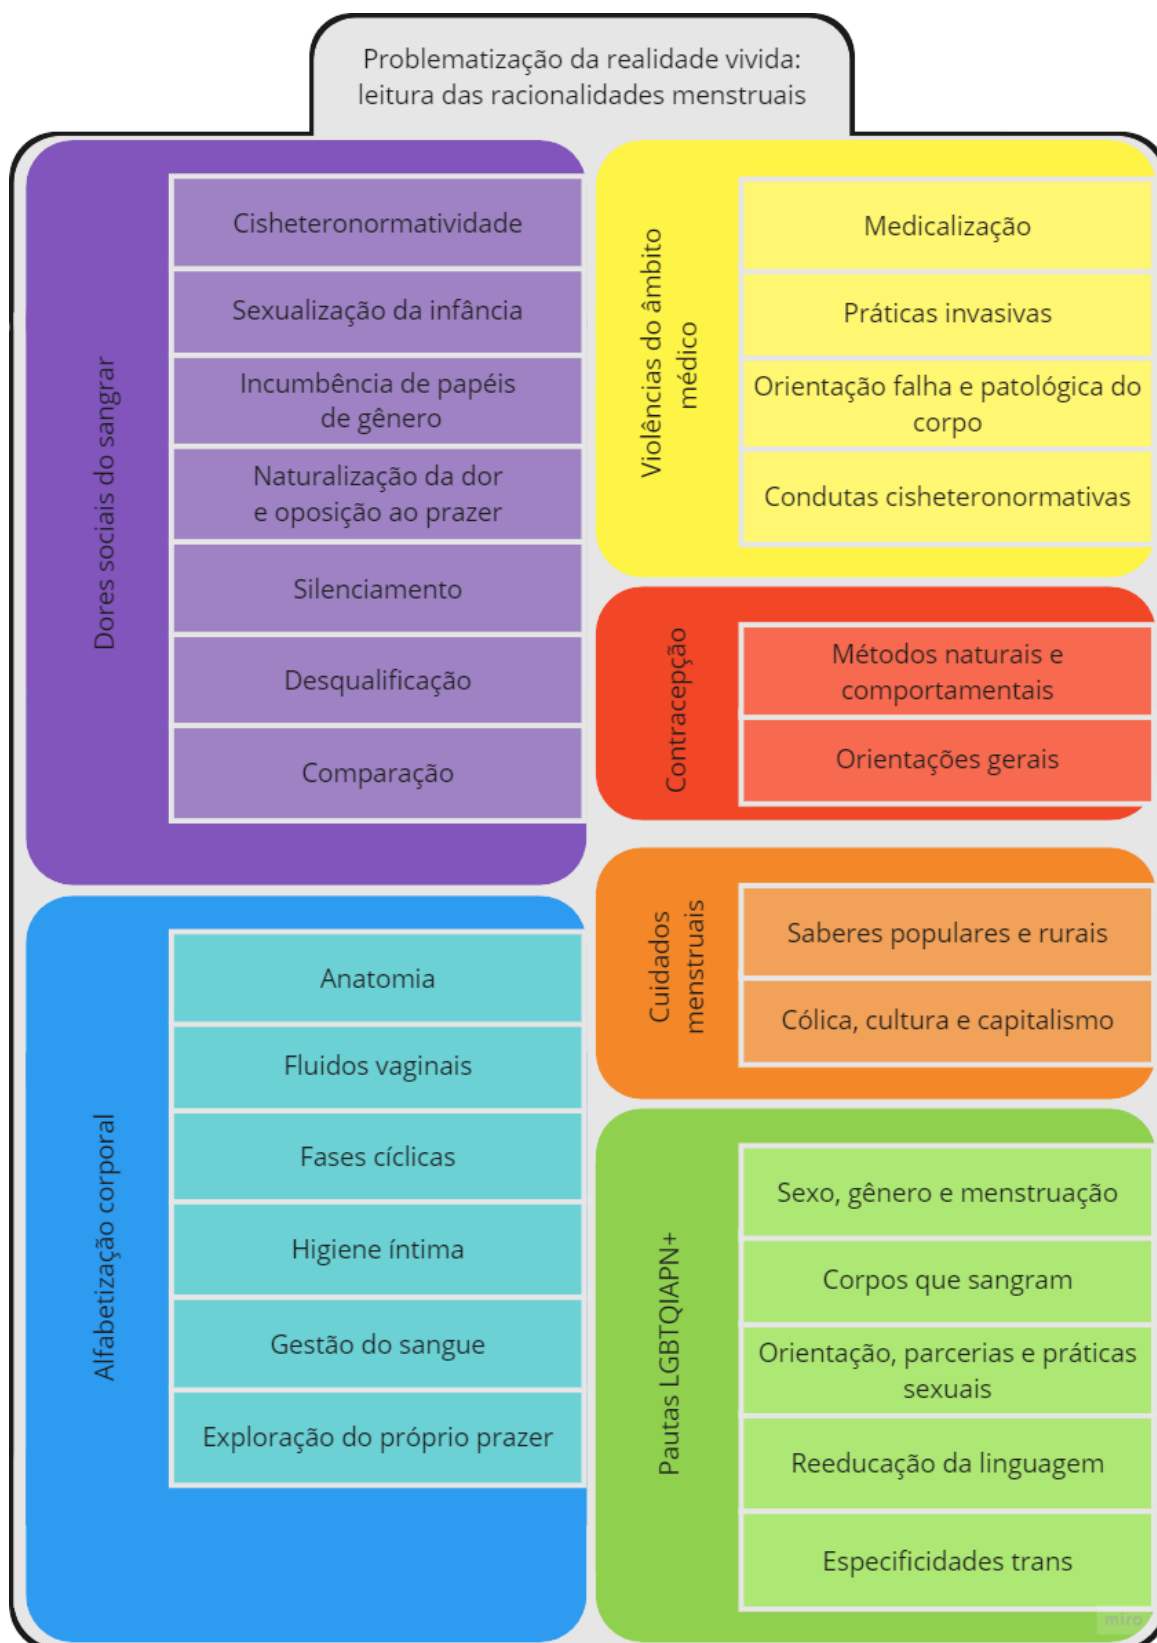 Problematização da realidade vivida:
leitura das racionalidades menstruais
Dores sociais do sangrar
Cisheteronormatividade
Sexualização da infância
Incumbência de papéis
de gênero
Naturalização da dor
e oposição ao prazer
Silenciamento
Desqualificação
Comparação
Alfabetização corporal
Anatomia
Fluidos vaginais
Fases cíclicas
Higiene íntima
Gestão do sangue
Exploração do próprio prazer
Violências do âmbito
médico
Medicalização
Práticas invasivas
Orientação falha e patológica do
corpo
Condutas cisheteronormativas
Contracepção
Métodos naturais e
comportamentais
Orientações gerais
Cuidados
menstruais
Saberes populares e rurais
Cólica, cultura e capitalismo
Pautas LGBTQIAPN+
Sexo, gênero e menstruação
Corpos que sangram
Orientação, parcerias e práticas
sexuais
Reeducação da linguagem
Especificidades trans
miro